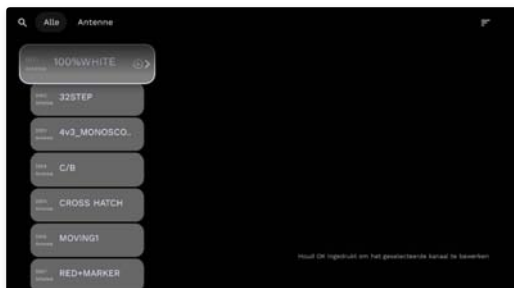 Alle Antenne
100%WHITE
32STEP
4v3_MONOSCO..
C/B
CROSS HATCH
MOVING1
Houd OK ingedrukt om het geselecteerde kanaal te bewerken
RED+MARKER